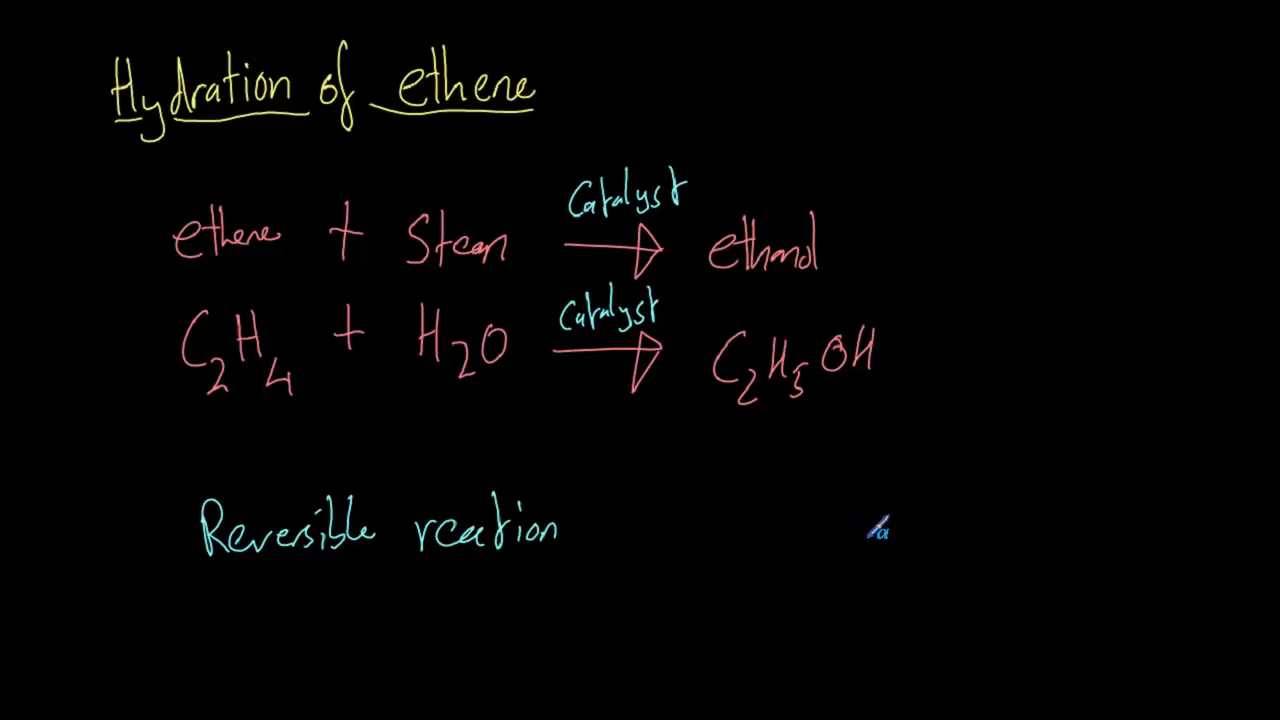 Hydration of ethene
Catalyst
ethene + Steam → ethanol
Catalyst
C₂H₄ + H₂O → C₂H₅OH
Reversible reaction